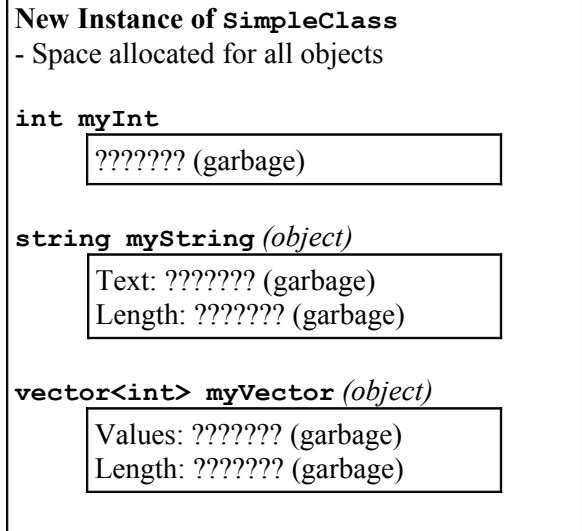 New Instance of SimpleClass
- Space allocated for all objects
int myInt
??????? (garbage)
string myString (object)
Text: ??????? (garbage)
Length: ??????? (garbage)
vector<int> myVector (object)
Values: ??????? (garbage)
Length: ??????? (garbage)